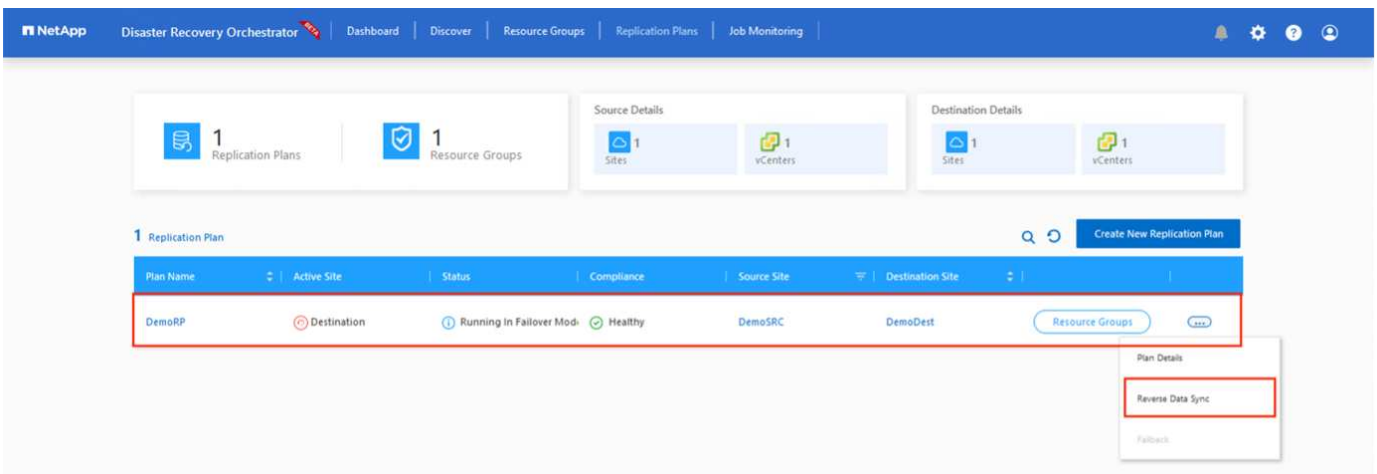 NetApp Disaster Recovery Orchestrator BETA Dashboard Discover Resource Groups Replication Plans Job Monitoring
Source Details Destination Details
1 Replication Plans 1 Resource Groups 1 Sites 1 vCenters 1 Sites 1 vCenters
1 Replication Plan Create New Replication Plan
Plan Name Active Site Status Compliance Source Site Destination Site
DemoRP Destination Running In Failover Mod Healthy DemoSRC DemoDest Resource Groups ...
Plan Details
Reverse Data Sync
Failback